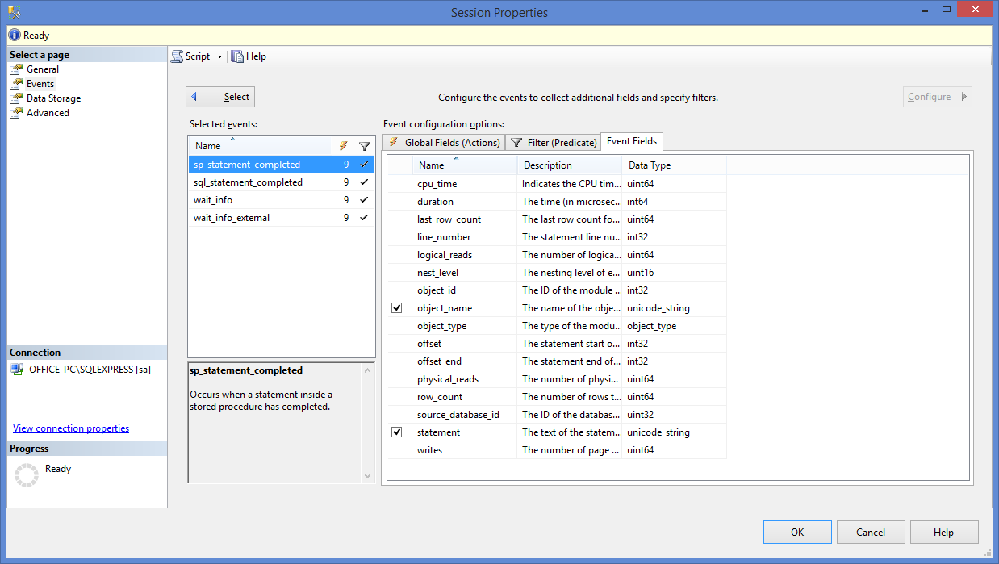 Session Properties
Ready
Select a page
General
Events
Data Storage
Advanced
Connection
OFFICE-PC\SQLEXPRESS [sa]
View connection properties
Progress
Ready
Script Help
Select Configure the events to collect additional fields and specify filters. Configure
Selected events:
Name
sp_statement_completed 9
sql_statement_completed 9
wait_info 9
wait_info_external 9
sp_statement_completed
Occurs when a statement inside a
stored procedure has completed.
Event configuration options:
Global Fields (Actions) Filter (Predicate) Event Fields
Name Description Data Type
cpu_time Indicates the CPU tim... uint64
duration The time (in microsec... int64
last_row_count The last row count fo... uint64
line_number The statement line nu... int32
logical_reads The number of logica... uint64
nest_level The nesting level of e... uint16
object_id The ID of the module ... int32
object_name The name of the obje... unicode_string
object_type The type of the modu... object_type
offset The statement start o... int32
offset_end The statement end of... int32
physical_reads The number of physi... uint64
row_count The number of rows t... uint64
source_database_id The ID of the databas... uint32
statement The text of the statem... unicode_string
writes The number of page ... uint64
OK Cancel Help